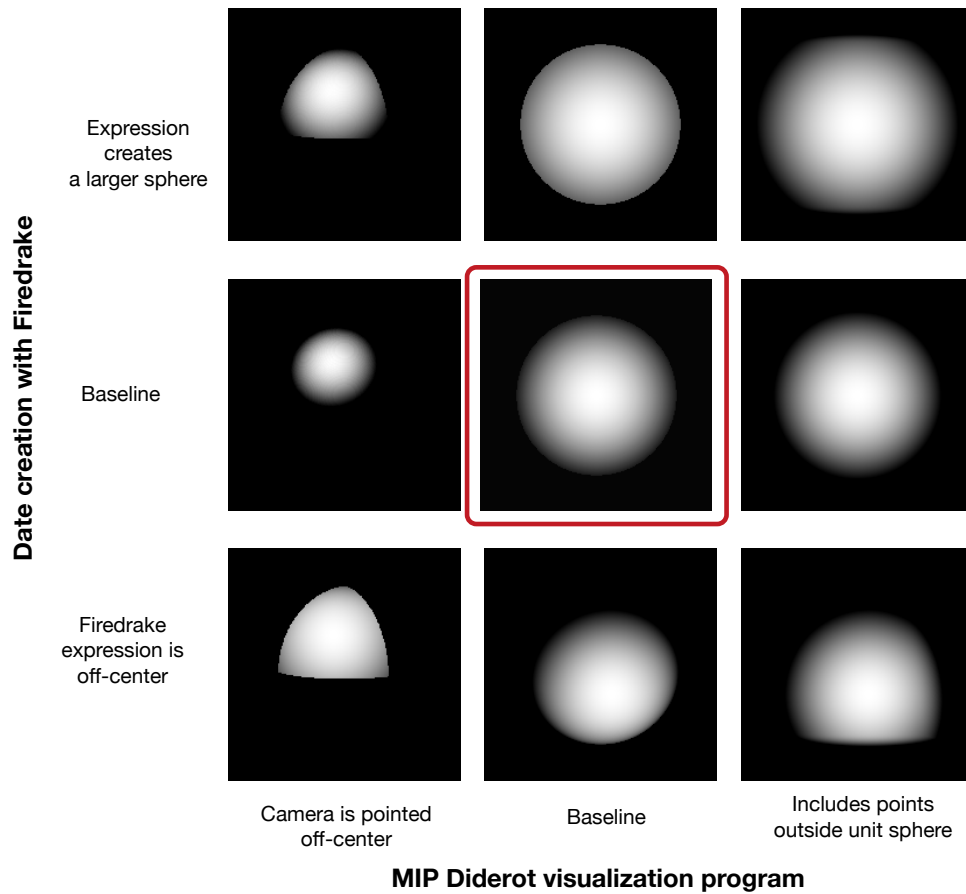 Date creation with Firedrake
Expression
creates
a larger sphere
Baseline
Firedrake
expression is
off-center
Camera is pointed
off-center
Baseline
Includes points
outside unit sphere
MIP Diderot visualization program